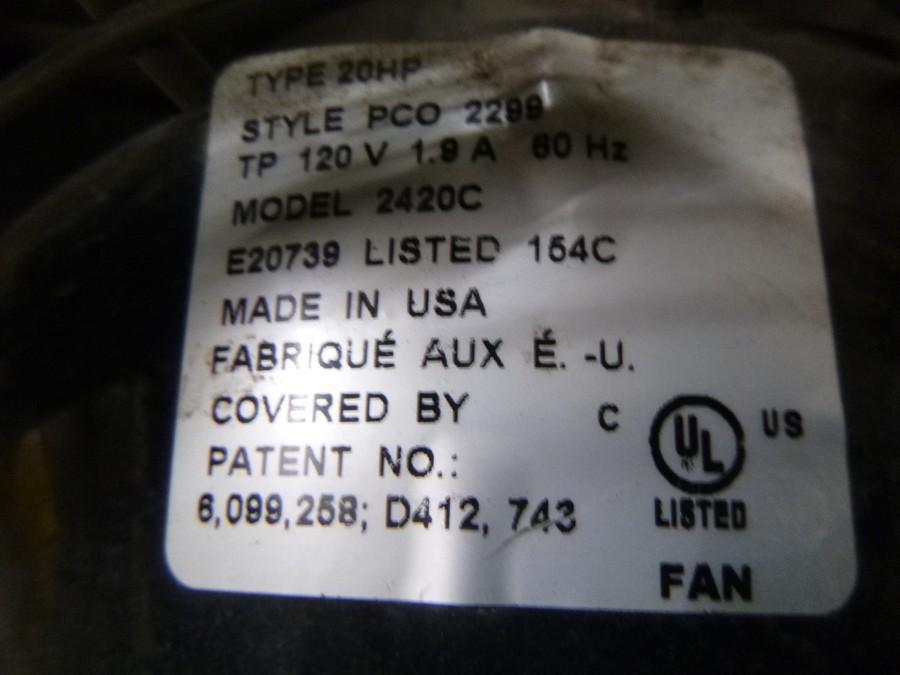 TYPE 20HP
STYLE PCO 2299
TP 120 V 1.9 A 60 Hz
MODEL 2420C
E20739 LISTED 154C
MADE IN USA
FABRIQUÉ AUX É. -U.
COVERED BY
PATENT NO.:
6,099,258; D412, 743
C UL US
LISTED
FAN